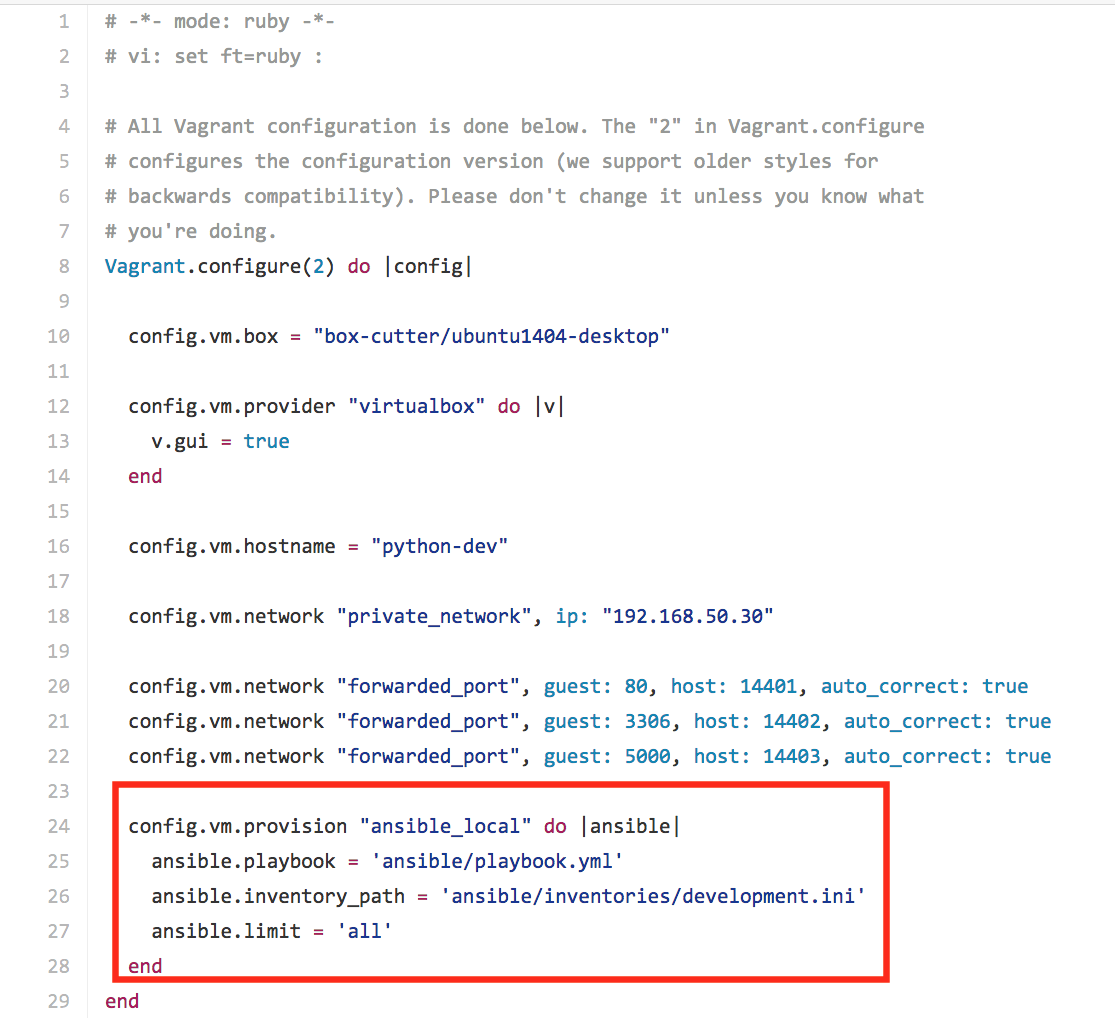 1 # -*- mode: ruby -*-
2 # vi: set ft=ruby :
3
4 # All Vagrant configuration is done below. The "2" in Vagrant.configure
5 # configures the configuration version (we support older styles for
6 # backwards compatibility). Please don't change it unless you know what
7 # you're doing.
8 Vagrant.configure(2) do |config|
9
10   config.vm.box = "box-cutter/ubuntu1404-desktop"
11
12   config.vm.provider "virtualbox" do |v|
13     v.gui = true
14   end
15
16   config.vm.hostname = "python-dev"
17
18   config.vm.network "private_network", ip: "192.168.50.30"
19
20   config.vm.network "forwarded_port", guest: 80, host: 14401, auto_correct: true
21   config.vm.network "forwarded_port", guest: 3306, host: 14402, auto_correct: true
22   config.vm.network "forwarded_port", guest: 5000, host: 14403, auto_correct: true
23
24   config.vm.provision "ansible_local" do |ansible|
25     ansible.playbook = 'ansible/playbook.yml'
26     ansible.inventory_path = 'ansible/inventories/development.ini'
27     ansible.limit = 'all'
28   end
29 end